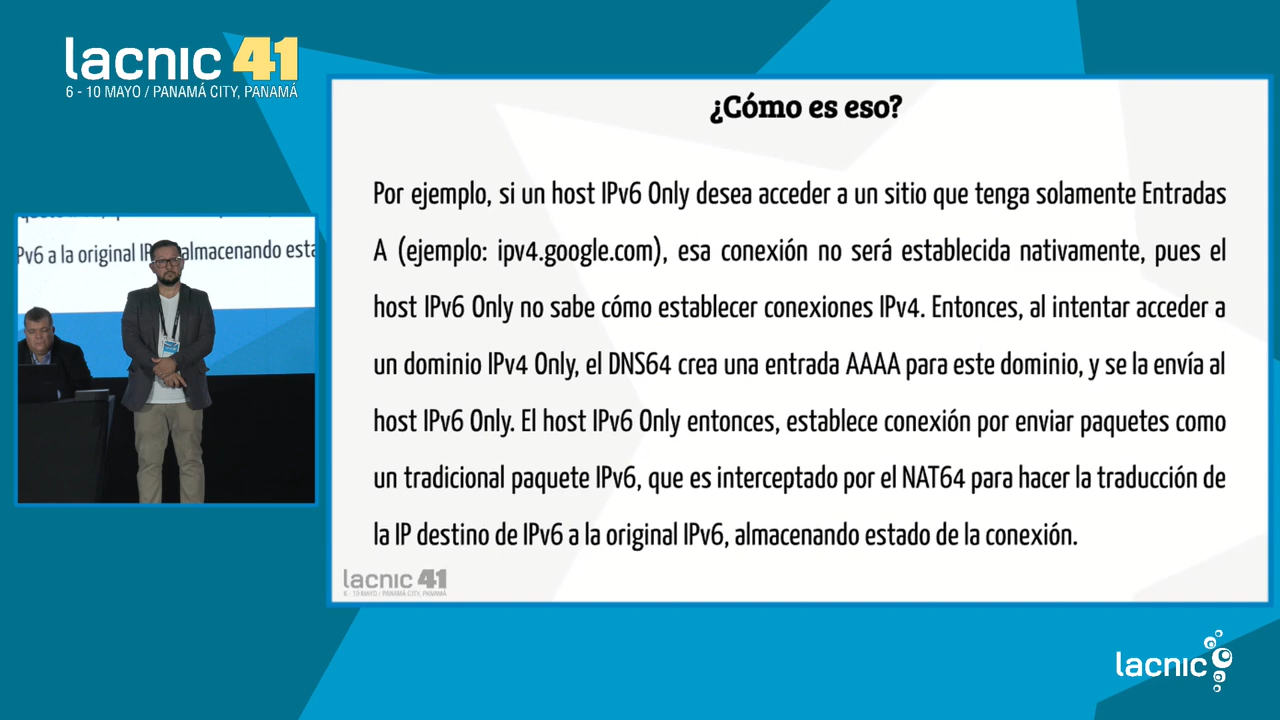 lacnic 41
6 - 10 MAYO / PANAMÁ CITY, PANAMÁ
¿Cómo es eso?
Por ejemplo, si un host IPv6 Only desea acceder a un sitio que tenga solamente Entradas
A (ejemplo: ipv4.google.com), esa conexión no será establecida nativamente, pues el
host IPv6 Only no sabe cómo establecer conexiones IPv4. Entonces, al intentar acceder a
un dominio IPv4 Only, el DNS64 crea una entrada AAAA para este dominio, y se la envía al
host IPv6 Only. El host IPv6 Only entonces, establece conexión por enviar paquetes como
un tradicional paquete IPv6, que es interceptado por el NAT64 para hacer la traducción de
la IP destino de IPv6 a la original IPv6, almacenando estado de la conexión.
lacnic 41
6 - 10 MAYO / PANAMÁ CITY, PANAMÁ
Pv6 a la original IP almacenando esta
lacnic